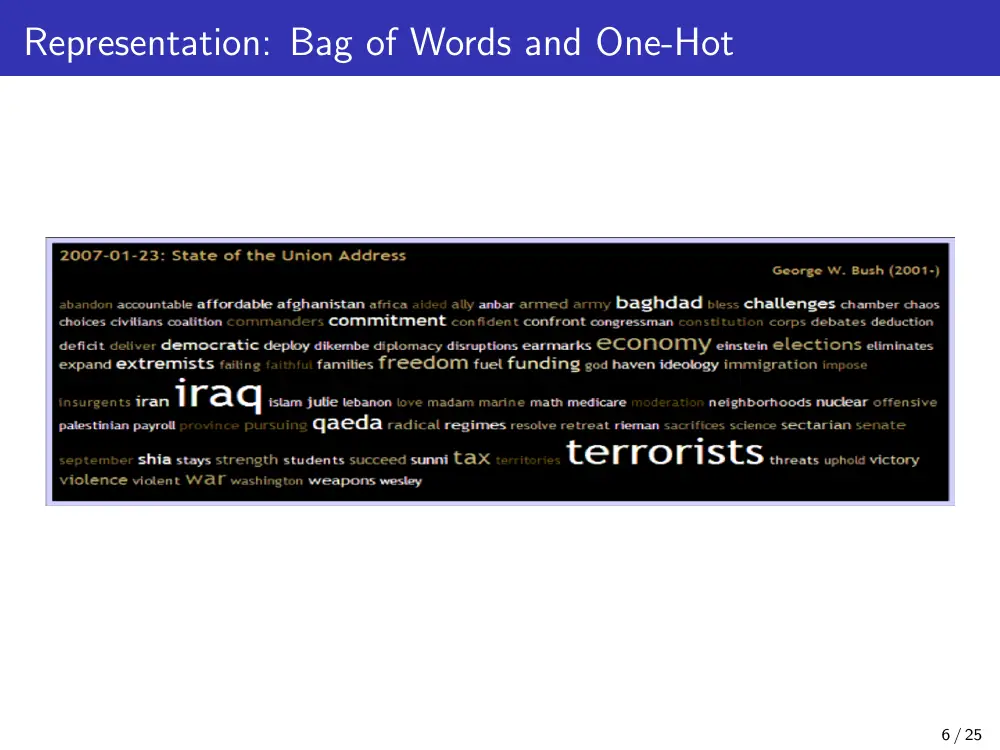 Representation: Bag of Words and One-Hot
2007-01-23: State of the Union Address
George W. Bush (2001-)
abandon accountable affordable afghanistan africa aided ally anbar armed army baghdad bless challenges chamber chaos
choices civilians coalition commanders commitment confident confront congressman constitution corps debates deduction
deficit deliver democratic deploy dikembe diplomacy disruptions earmarks economy einstein elections eliminates
expand extremists failing faithful families freedom fuel funding god haven ideology immigration impose
insurgents iran iraq islam julie lebanon love madam marine math medicare moderation neighborhoods nuclear offensive
palestinian payroll province pursuing qaeda radical regimes resolve retreat rieman sacrifices science sectarian senate
september shia stays strength students succeed sunni tax territories terrorists threats uphold victory
violence violent war washington weapons wesley
6 / 25